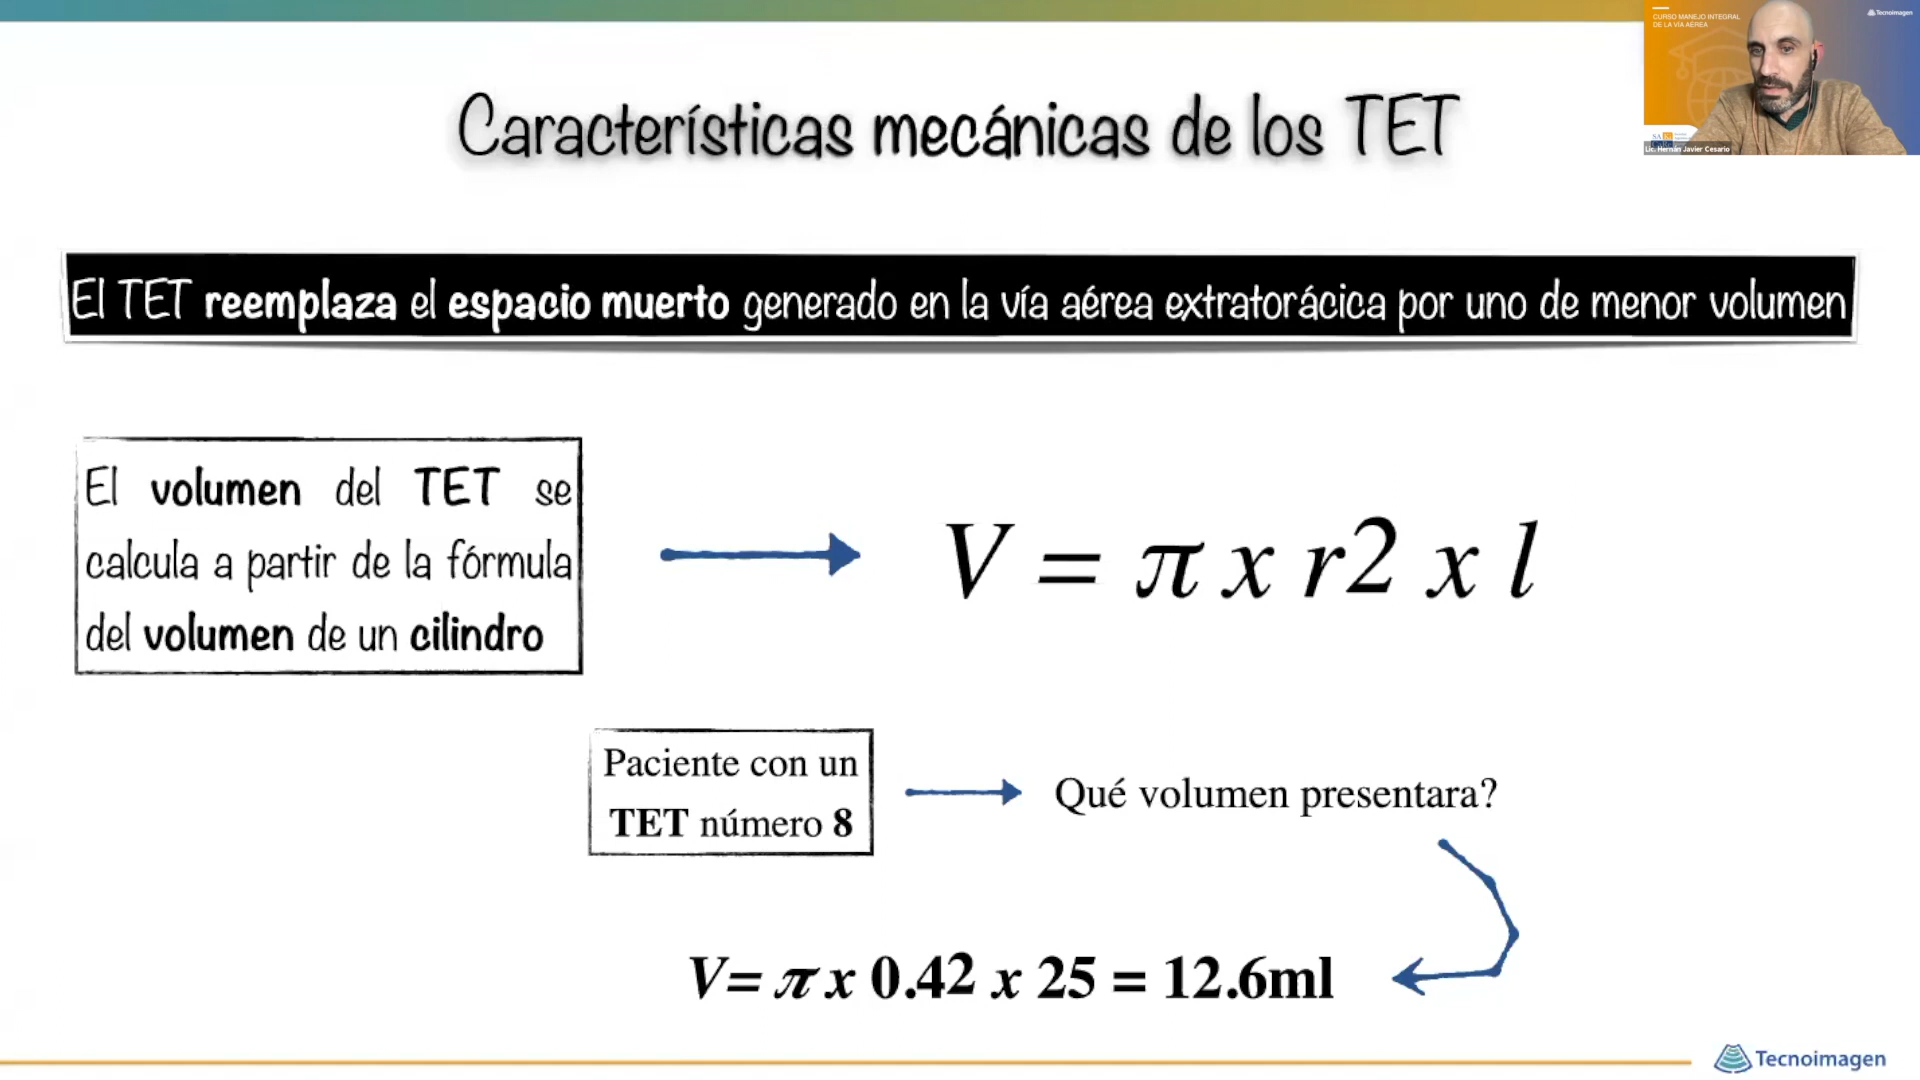 CURSO MANEJO INTEGRAL
DE LA VÍA AÉREA
Tecnoimagen
Lic. Hernán Javier Cesario
Características mecánicas de los TET
El TET reemplaza el espacio muerto generado en la vía aérea extratorácica por uno de menor volumen
El volumen del TET se
calcula a partir de la fórmula
del volumen de un cilindro
V = π x r2 x l
Paciente con un
TET número 8
Qué volumen presentara?
V= π x 0.42 x 25 = 12.6ml
Tecnoimagen